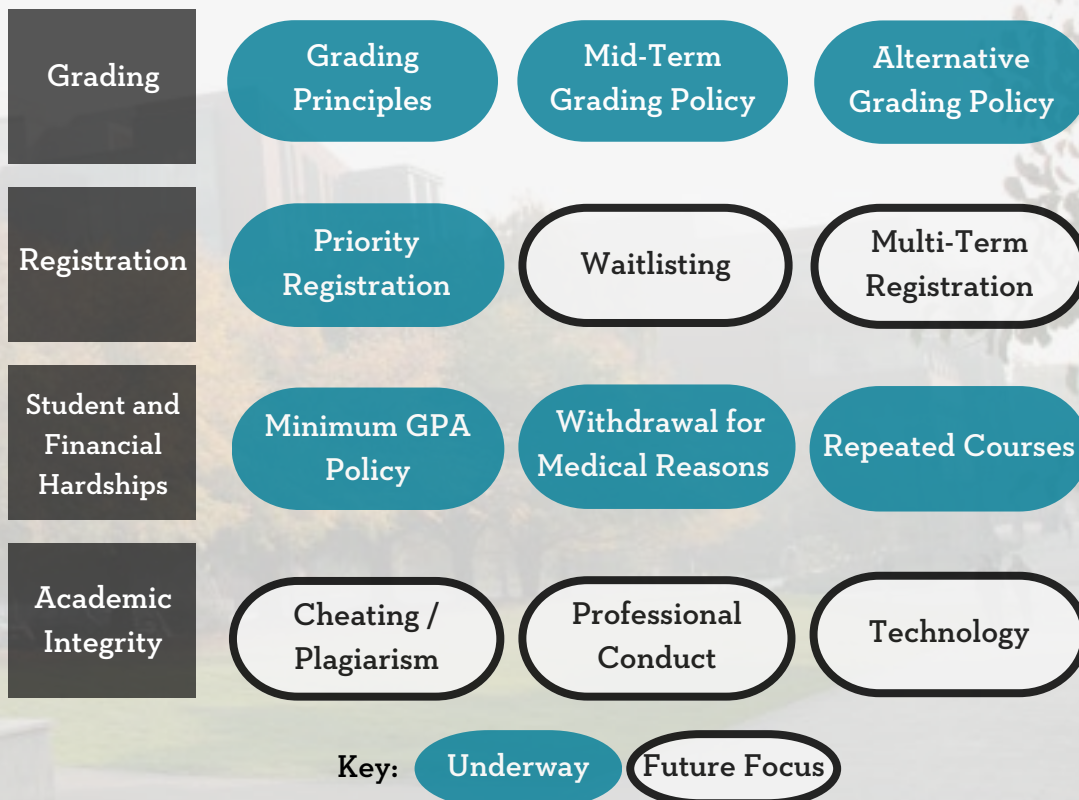 Grading
Grading
Principles
Mid-Term
Grading Policy
Alternative
Grading Policy
Registration
Priority
Registration
Waitlisting
Multi-Term
Registration
Student and
Financial
Hardships
Minimum GPA
Policy
Withdrawal for
Medical Reasons
Repeated Courses
Academic
Integrity
Cheating /
Plagiarism
Professional
Conduct
Technology
Key: Underway Future Focus